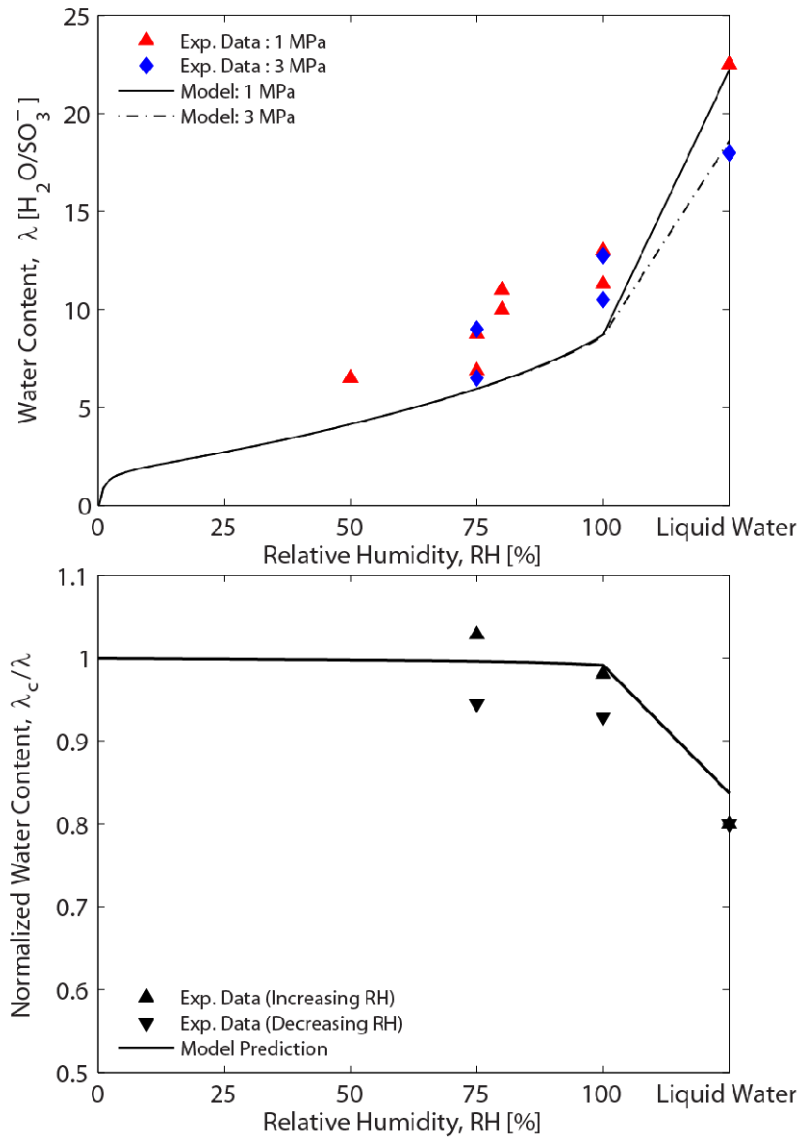 25
20
15
10
5
0
Water Content, λ [H₂O/SO₃⁻]
Exp. Data : 1 MPa
Exp. Data : 3 MPa
Model: 1 MPa
Model: 3 MPa
0 25 50 75 100 Liquid Water
Relative Humidity, RH [%]
1.1
1
0.9
0.8
0.7
0.6
0.5
Normalized Water Content, λc/λ
Exp. Data (Increasing RH)
Exp. Data (Decreasing RH)
Model Prediction
0 25 50 75 100 Liquid Water
Relative Humidity, RH [%]